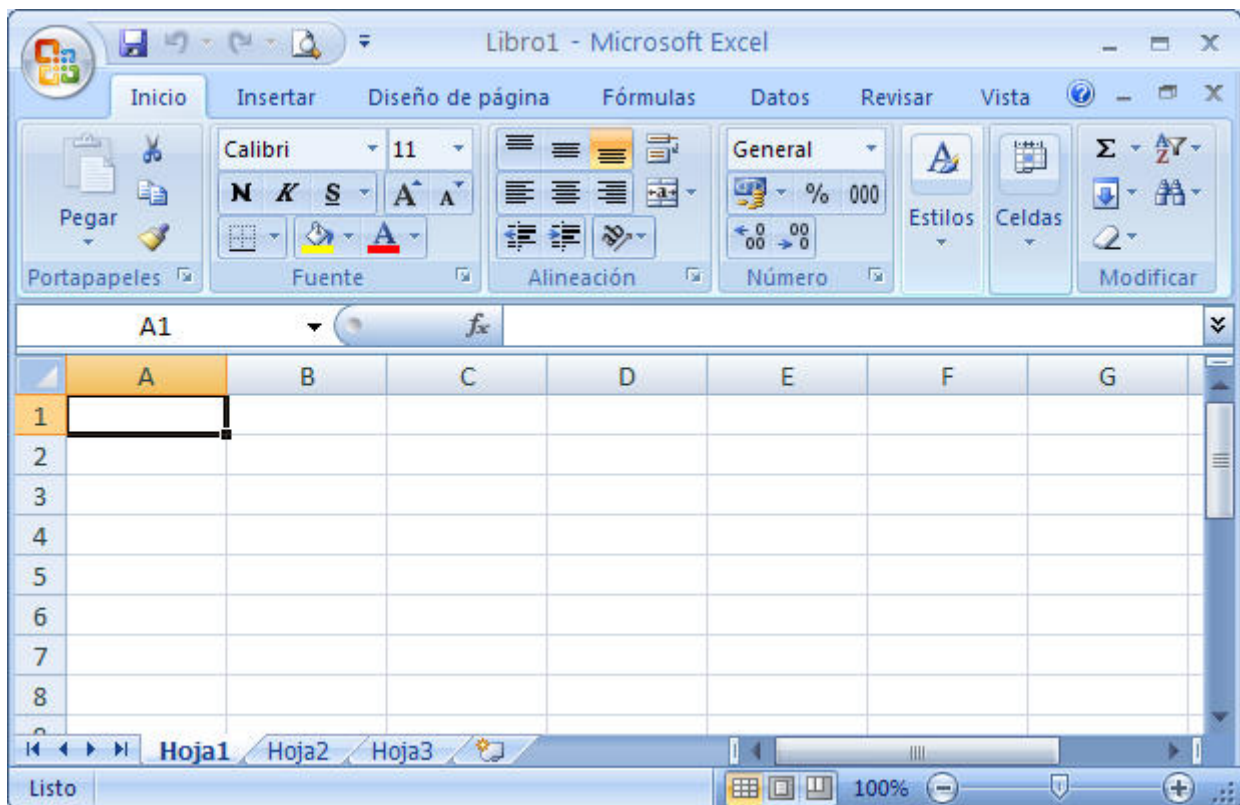 Libro1 - Microsoft Excel
Inicio Insertar Diseño de página Fórmulas Datos Revisar Vista
Calibri 11 General
N K S A A % 000
Pegar Estilos Celdas
A
Portapapeles Fuente Alineación Número Modificar
A1 fx
A B C D E F G
1
2
3
4
5
6
7
8
Hoja1 Hoja2 Hoja3
Listo 100%